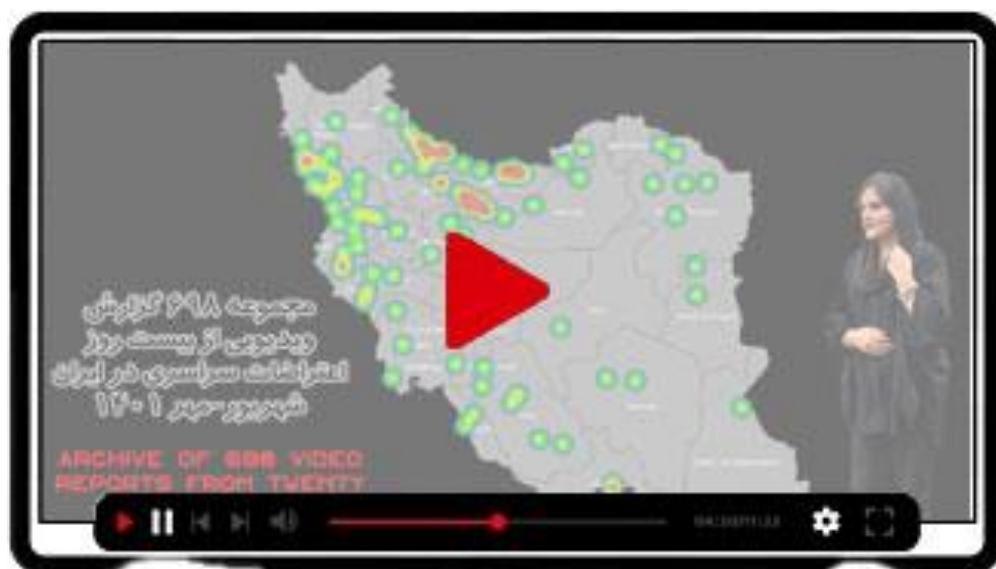 مجموعه ۶۹۸ گزارش
ویدیویی از بیست روز
اعتراضات سراسری در ایران
شهریور-مهر ۱۴۰۱
ARCHIVE OF 698 VIDEO
REPORTS FROM TWENTY